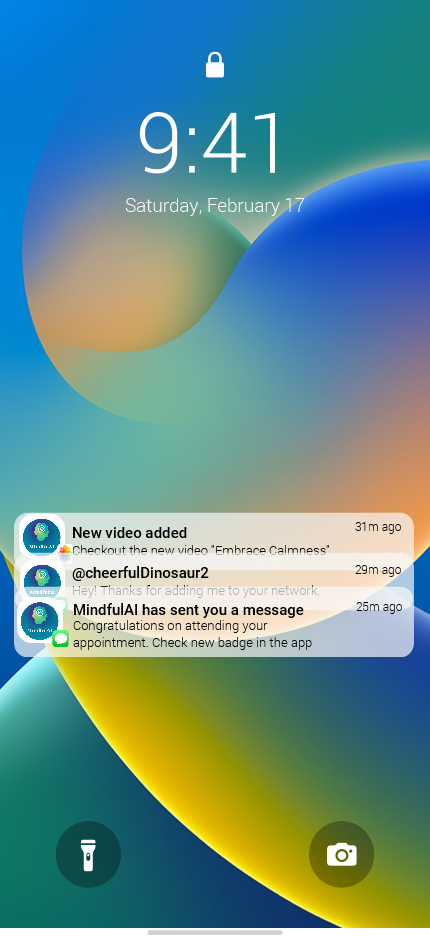 9:41
Saturday, February 17
New video added
31m ago
Checkout the new video "Embrace Calmness"
@cheerfulDinosaur2
29m ago
Hey! Thanks for adding me to your network.
MindfulAI has sent you a message
25m ago
Congratulations on attending your
appointment. Check new badge in the app